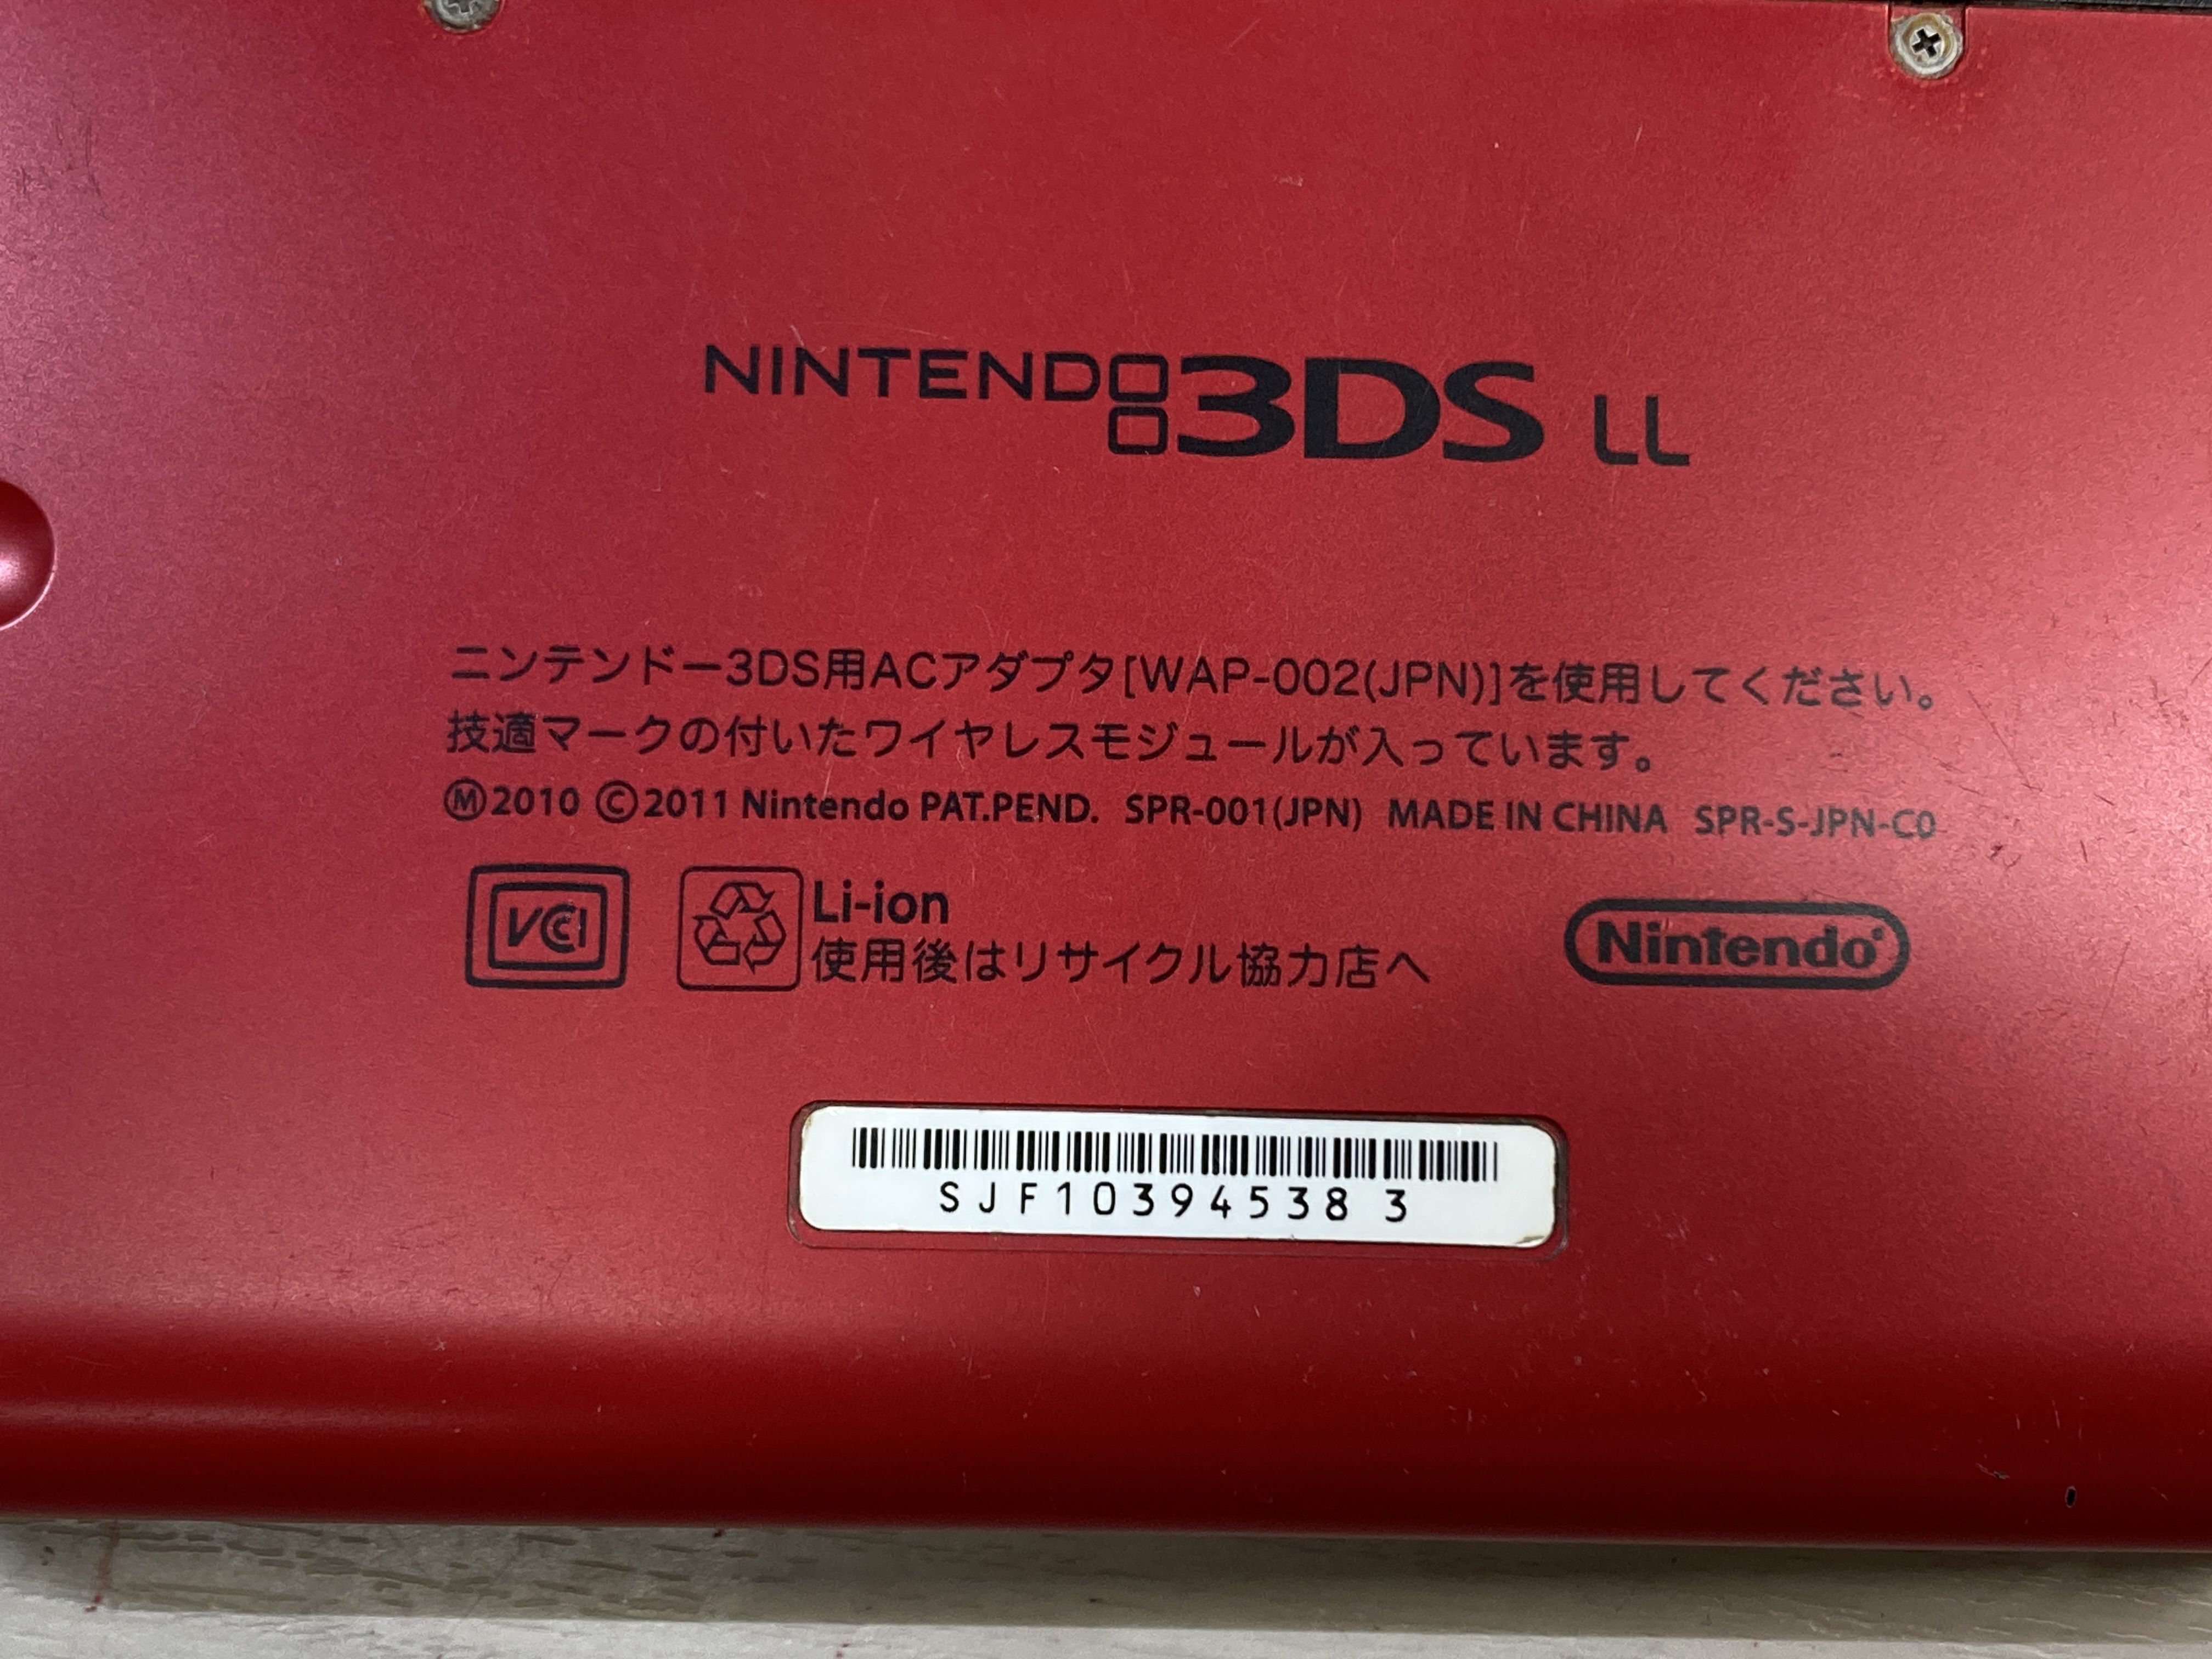 NINTENDO3DS LL
ニンテンドー3DS用ACアダプタ[WAP-002(JPN)]を使用してください。
技適マークの付いたワイヤレスモジュールが入っています。
Ⓜ2010 ©2011 Nintendo PAT.PEND. SPR-001(JPN) MADE IN CHINA SPR-S-JPN-C0
VCCI
Li-ion
使用後はリサイクル協力店へ
Nintendo®
SJF10394538 3